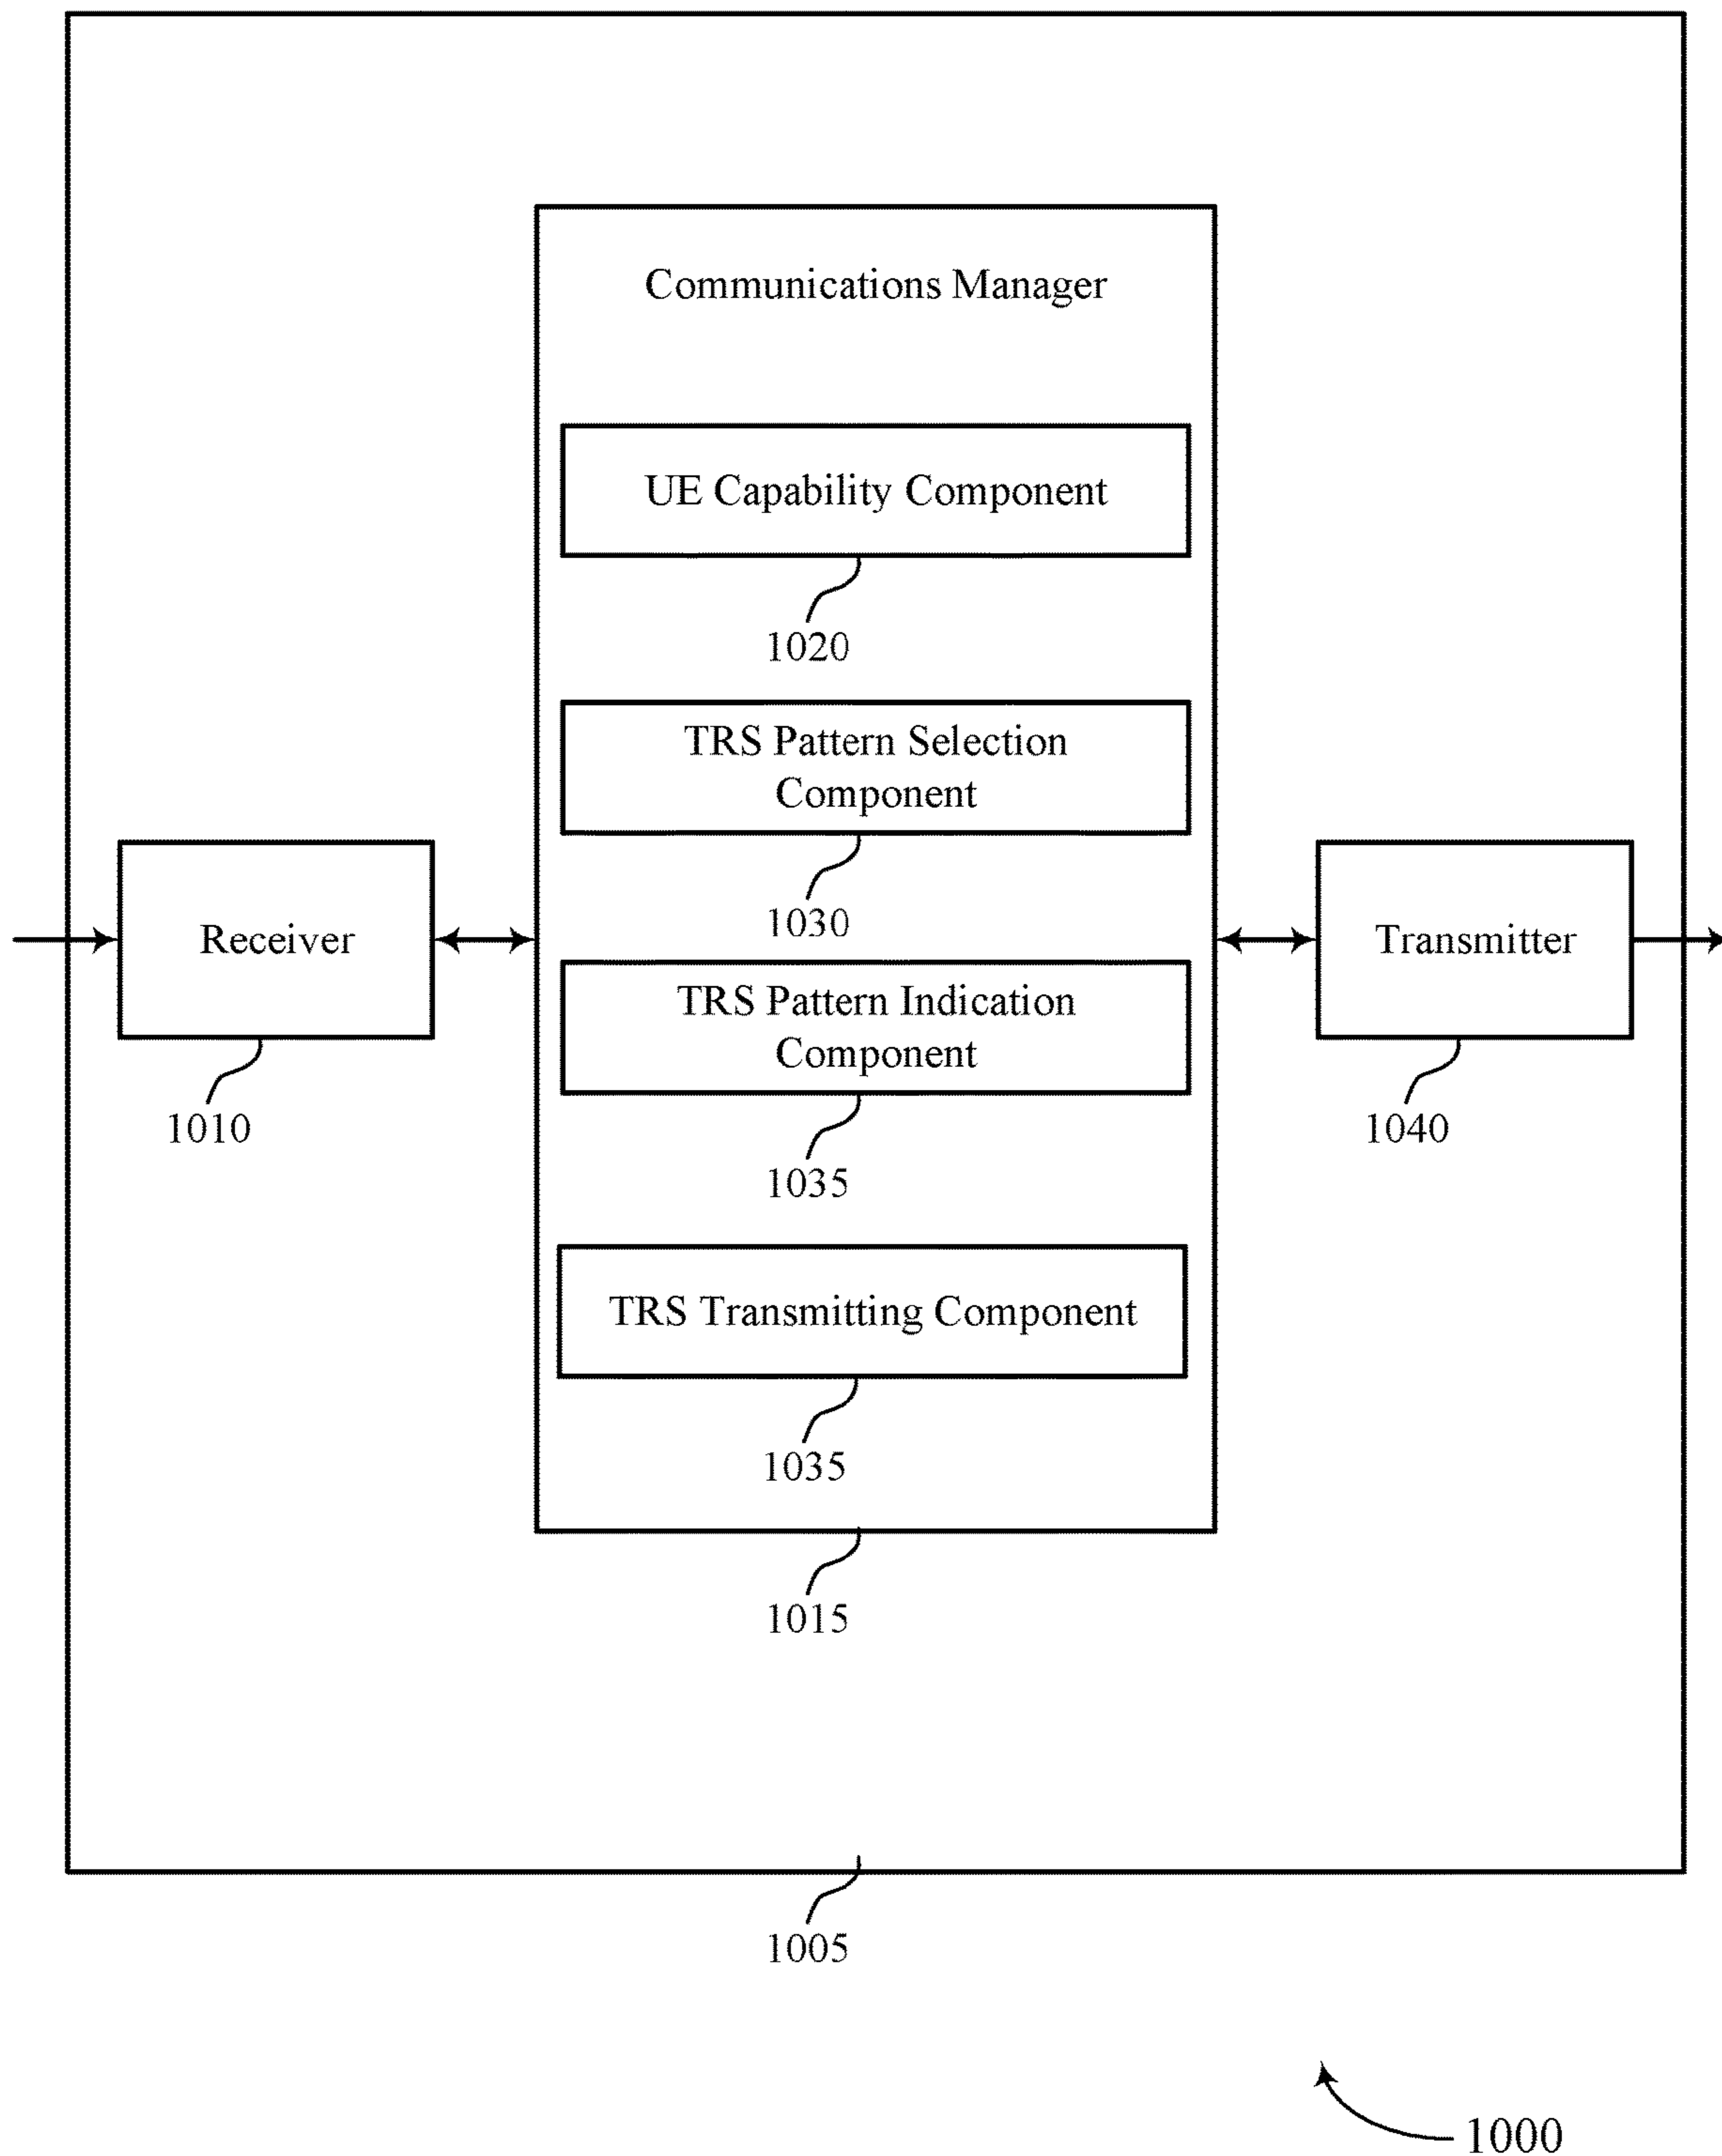 Communications Manager
UE Capability Component
1020
TRS Pattern Selection
Component
1030
Receiver
1010
TRS Pattern Indication
Component
1035
Transmitter
1040
TRS Transmitting Component
1035
1015
1005
1000